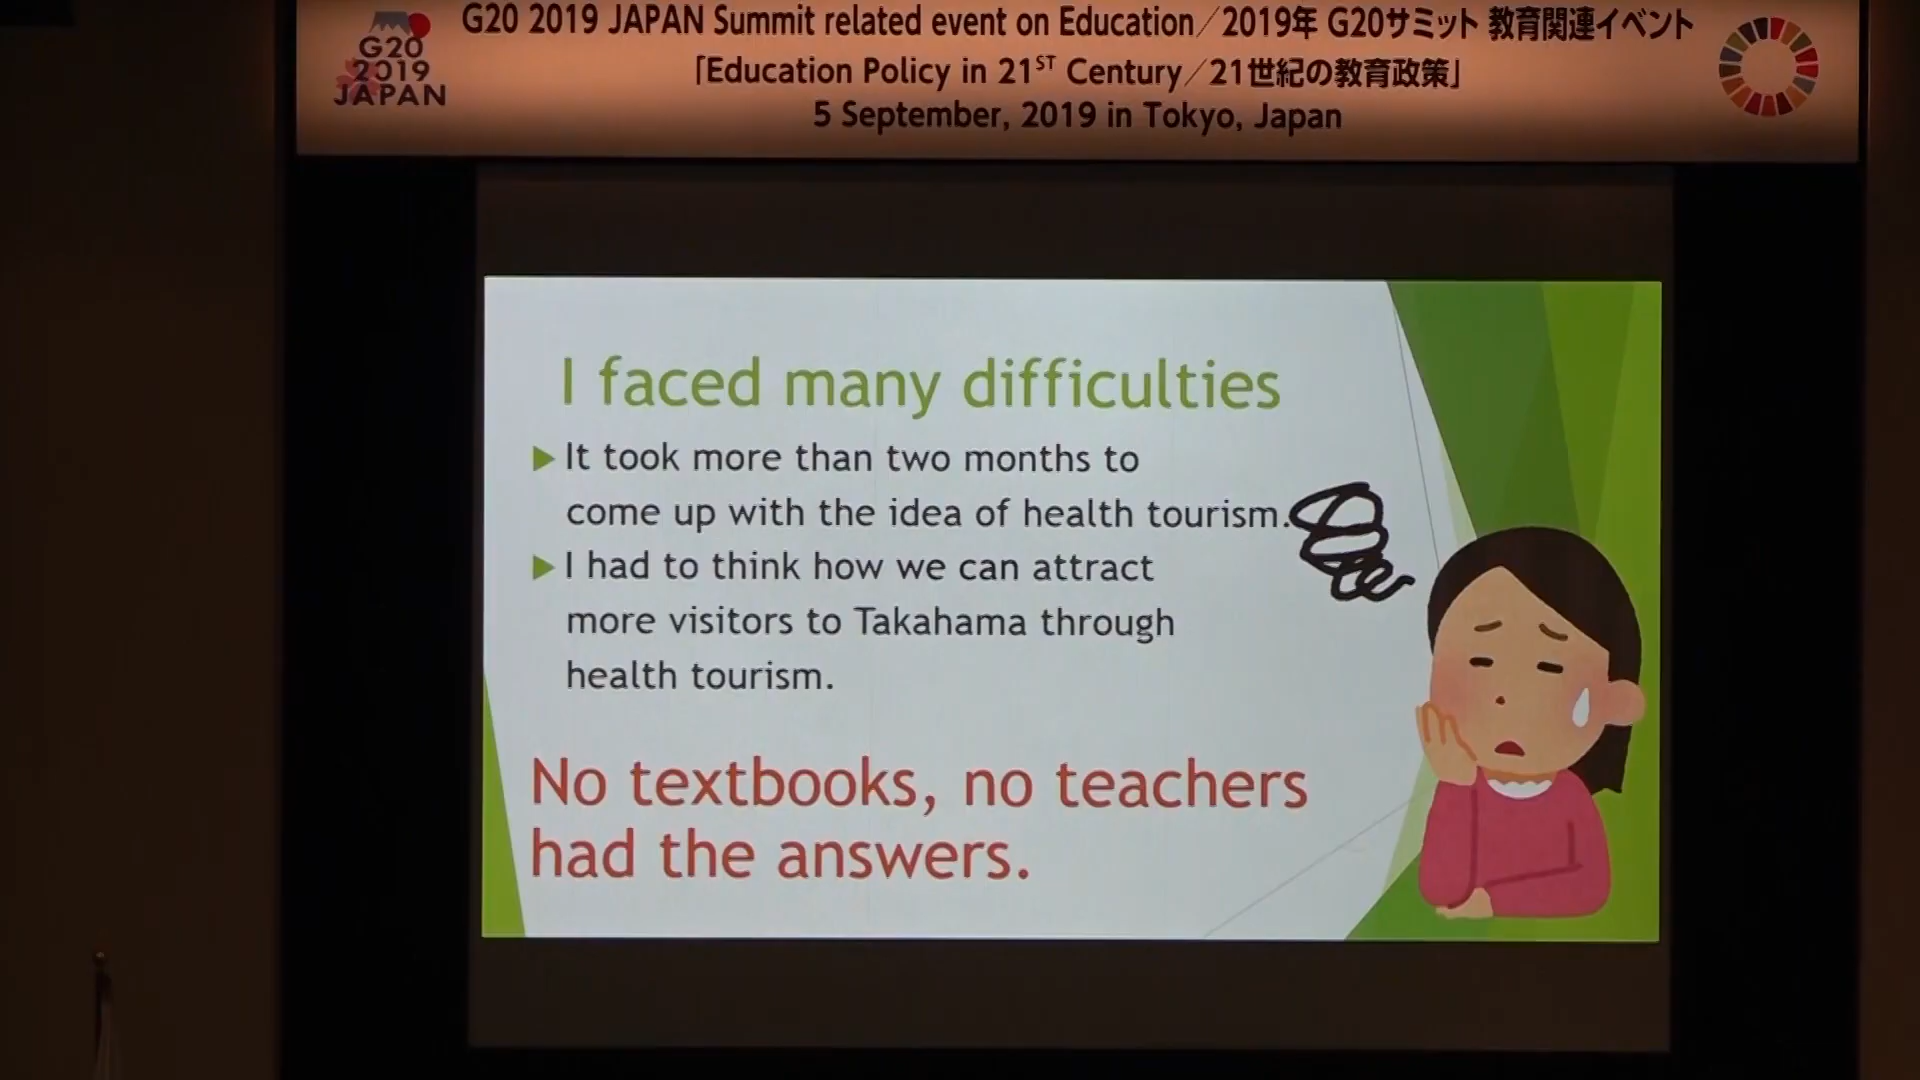 G20 2019 JAPAN Summit related event on Education／2019年 G20サミット 教育関連イベント
「Education Policy in 21ST Century／21世紀の教育政策」
5 September, 2019 in Tokyo, Japan
G20
2019
JAPAN
I faced many difficulties
It took more than two months to
come up with the idea of health tourism.
I had to think how we can attract
more visitors to Takahama through
health tourism.
No textbooks, no teachers
had the answers.